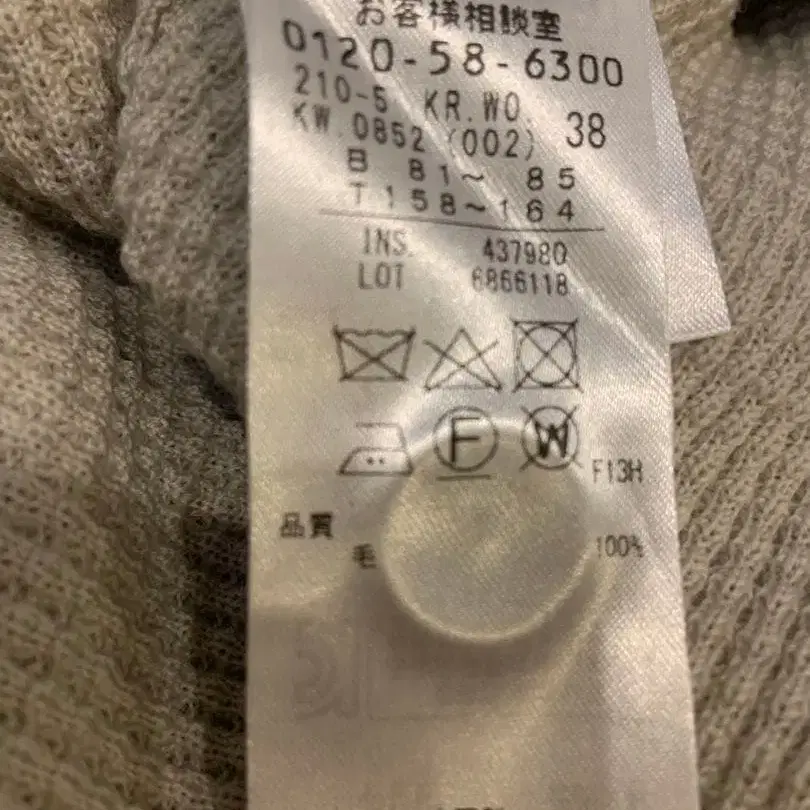 お客様相談室
0120-58-6300
210-5 KR.WO.
KW.0852 (002) 38
B 81～ 85
T 158～164
INS. 437980
LOT 6866118
F W
F13H
品質
毛 100%